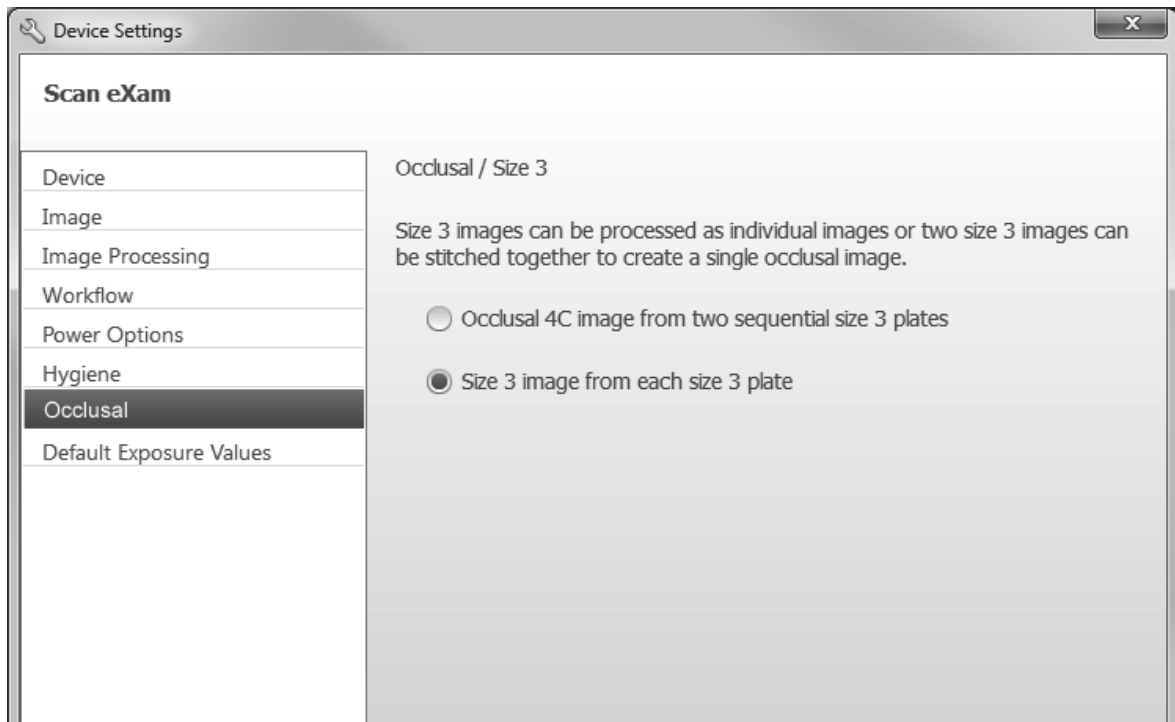 Device Settings
X
Scan eXam
Device
Image
Image Processing
Workflow
Power Options
Hygiene
Occlusal
Default Exposure Values
Occlusal / Size 3
Size 3 images can be processed as individual images or two size 3 images can
be stitched together to create a single occlusal image.
Occlusal 4C image from two sequential size 3 plates
Size 3 image from each size 3 plate